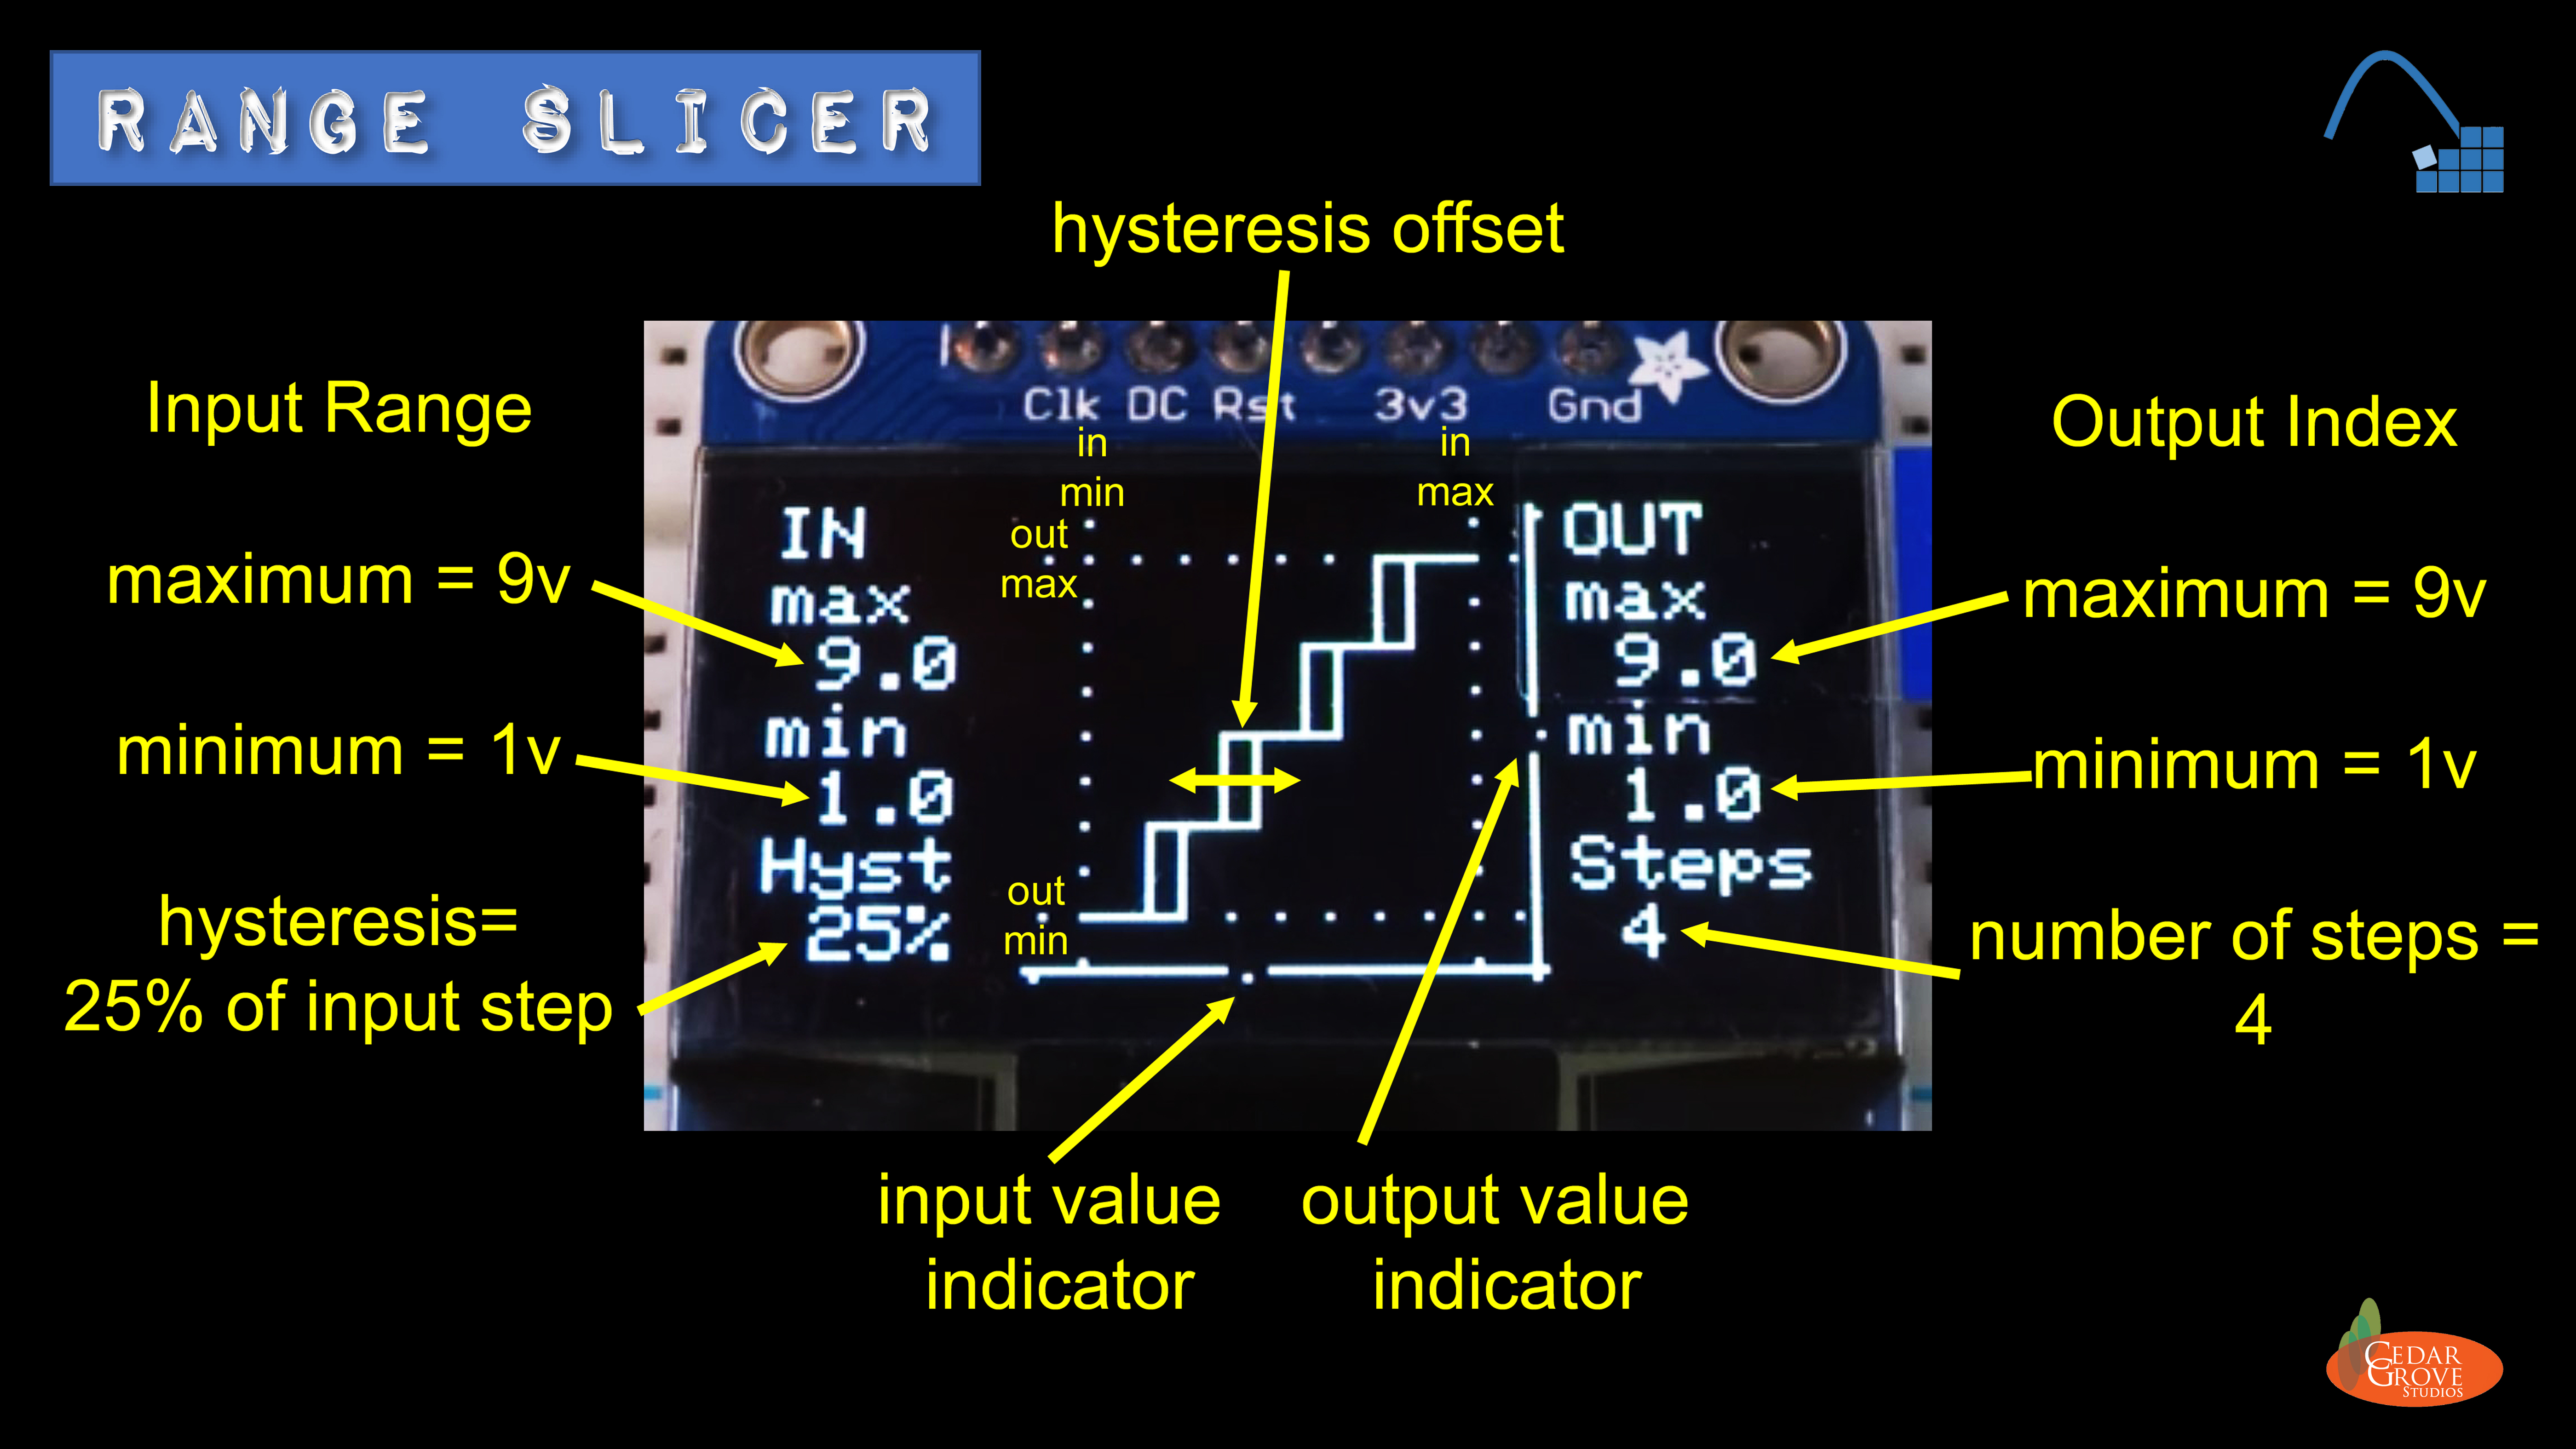 RANGE SLICER
hysteresis offset
Input Range
maximum = 9v
minimum = 1v
hysteresis=
25% of input step
Clk DC Rst 3v3 Gnd
in
min
in
max
out
max
out
min
IN
max
9.0
min
1.0
Hyst
25%
OUT
max
9.0
min
1.0
Steps
4
Output Index
maximum = 9v
minimum = 1v
number of steps =
4
input value
indicator
output value
indicator
CEDAR
GROVE
STUDIOS